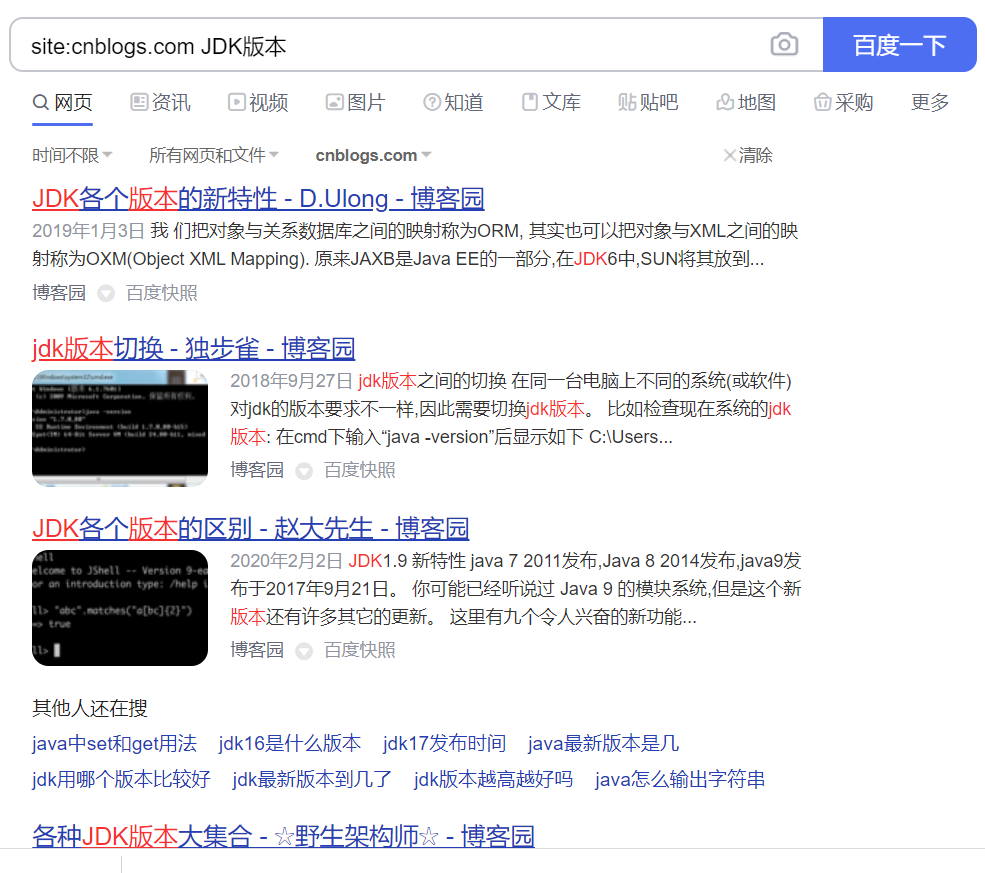 site:cnblogs.com JDK版本 百度一下
网页 资讯 视频 图片 知道 文库 贴吧 地图 采购 更多
时间不限 所有网页和文件 cnblogs.com 清除
JDK各个版本的新特性 - D.Ulong - 博客园
2019年1月3日 我 们把对象与关系数据库之间的映射称为ORM, 其实也可以把对象与XML之间的映
射称为OXM(Object XML Mapping). 原来JAXB是Java EE的一部分,在JDK6中,SUN将其放到...
博客园 百度快照
jdk版本切换 - 独步雀 - 博客园
2018年9月27日 jdk版本之间的切换 在同一台电脑上不同的系统(或软件)
对jdk的版本要求不一样,因此需要切换jdk版本。 比如检查现在系统的jdk
版本: 在cmd下输入“java -version”后显示如下 C:\Users...
博客园 百度快照
JDK各个版本的区别 - 赵大先生 - 博客园
ell
elcome to JShell -- Version 9-ea
or an introduction type: /help i
ll> "abc".matches("a[bc]{2}")
=> true
ll>
2020年2月2日 JDK1.9 新特性 java 7 2011发布,Java 8 2014发布,java9发
布于2017年9月21日。 你可能已经听说过 Java 9 的模块系统,但是这个新
版本还有许多其它的更新。 这里有九个令人兴奋的新功能...
博客园 百度快照
其他人还在搜
java中set和get用法 jdk16是什么版本 jdk17发布时间 java最新版本是几
jdk用哪个版本比较好 jdk最新版本到几了 jdk版本越高越好吗 java怎么输出字符串
各种JDK版本大集合 - ☆野生架构师☆ - 博客园